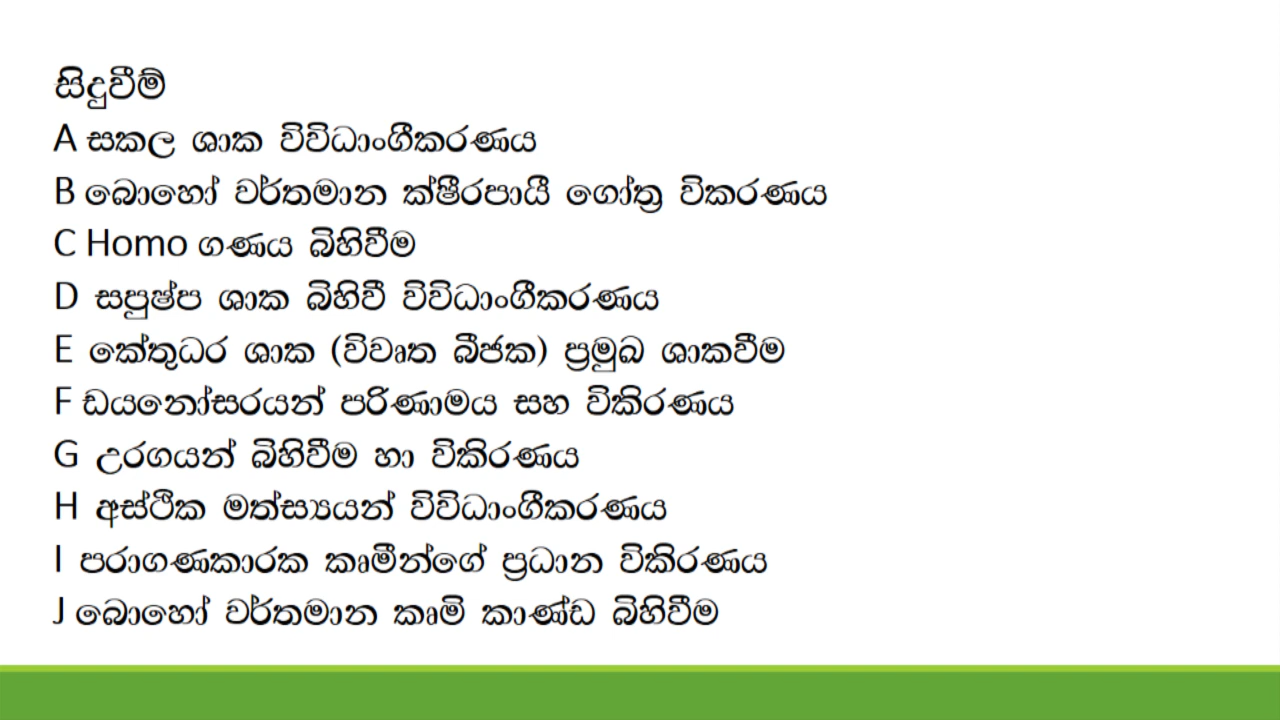 සිදුවීම්
A සකල ශාක විවිධාංගීකරණය
B බොහෝ වර්තමාන ක්ෂීරපායී ගෝත්‍ර විකරණය
C Homo ගණය බිහිවීම
D සපුෂ්ප ශාක බිහිවී විවිධාංගීකරණය
E කේතුධර ශාක (විවෘත බීජක) ප්‍රමුඛ ශාකවීම
F ඩයනෝසරයන් පරිණාමය සහ විකිරණය
G උරගයන් බිහිවීම හා විකිරණය
H අස්ථික මත්ස්‍යයන් විවිධාංගීකරණය
I පරාගණකාරක කෘමීන්ගේ ප්‍රධාන විකිරණය
J බොහෝ වර්තමාන කෘමි කාණ්ඩ බිහිවීම